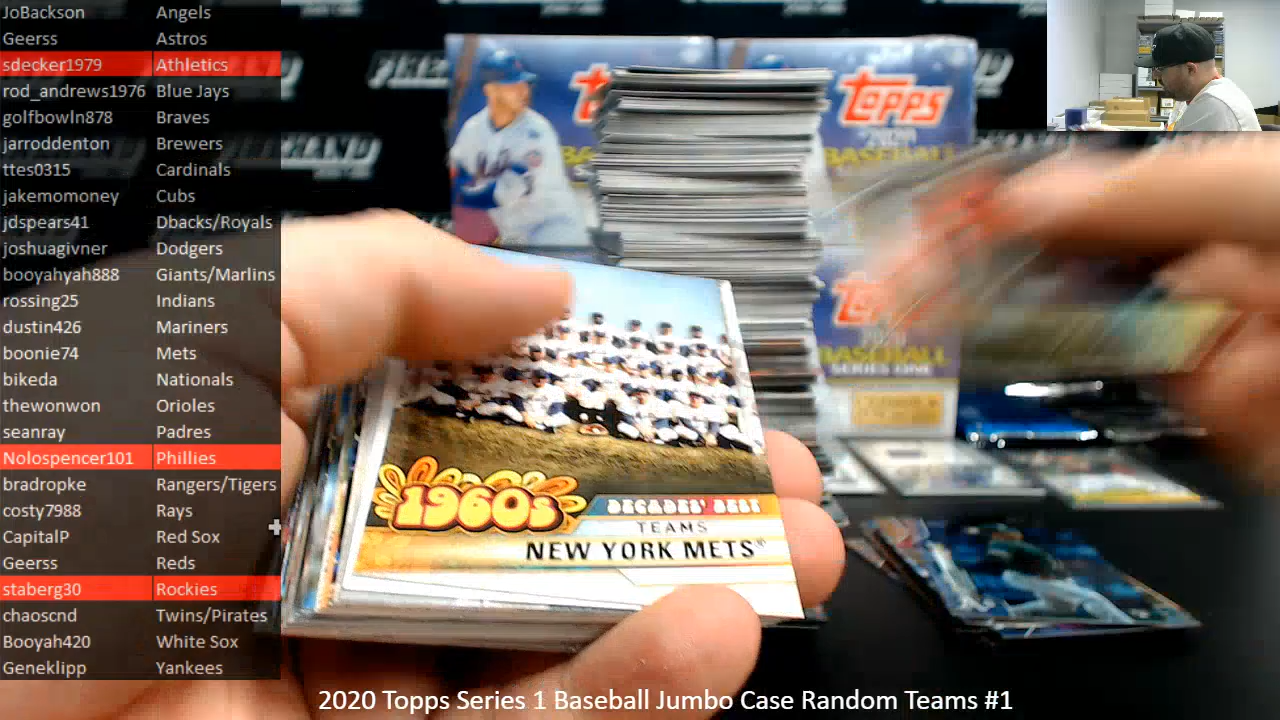 JoBackson Angels
Geerss Astros
sdecker1979 Athletics
rod_andrews1976 Blue Jays
golfbowln878 Braves
jarroddenton Brewers
ttes0315 Cardinals
jakemomoney Cubs
jdspears41 Dbacks/Royals
joshuagivner Dodgers
booyahyah888 Giants/Marlins
rossing25 Indians
dustin426 Mariners
boonie74 Mets
bikeda Nationals
thewonwon Orioles
seanray Padres
Nolospencer101 Phillies
bradropke Rangers/Tigers
costy7988 Rays
CapitalP Red Sox
Geerss Reds
staberg30 Rockies
chaoscnd Twins/Pirates
Booyah420 White Sox
Geneklipp Yankees
Topps
2020
BASEBALL
BASEBALL
SERIES ONE
1960s
DECADES' BEST
TEAMS
NEW YORK METS®
2020 Topps Series 1 Baseball Jumbo Case Random Teams #1